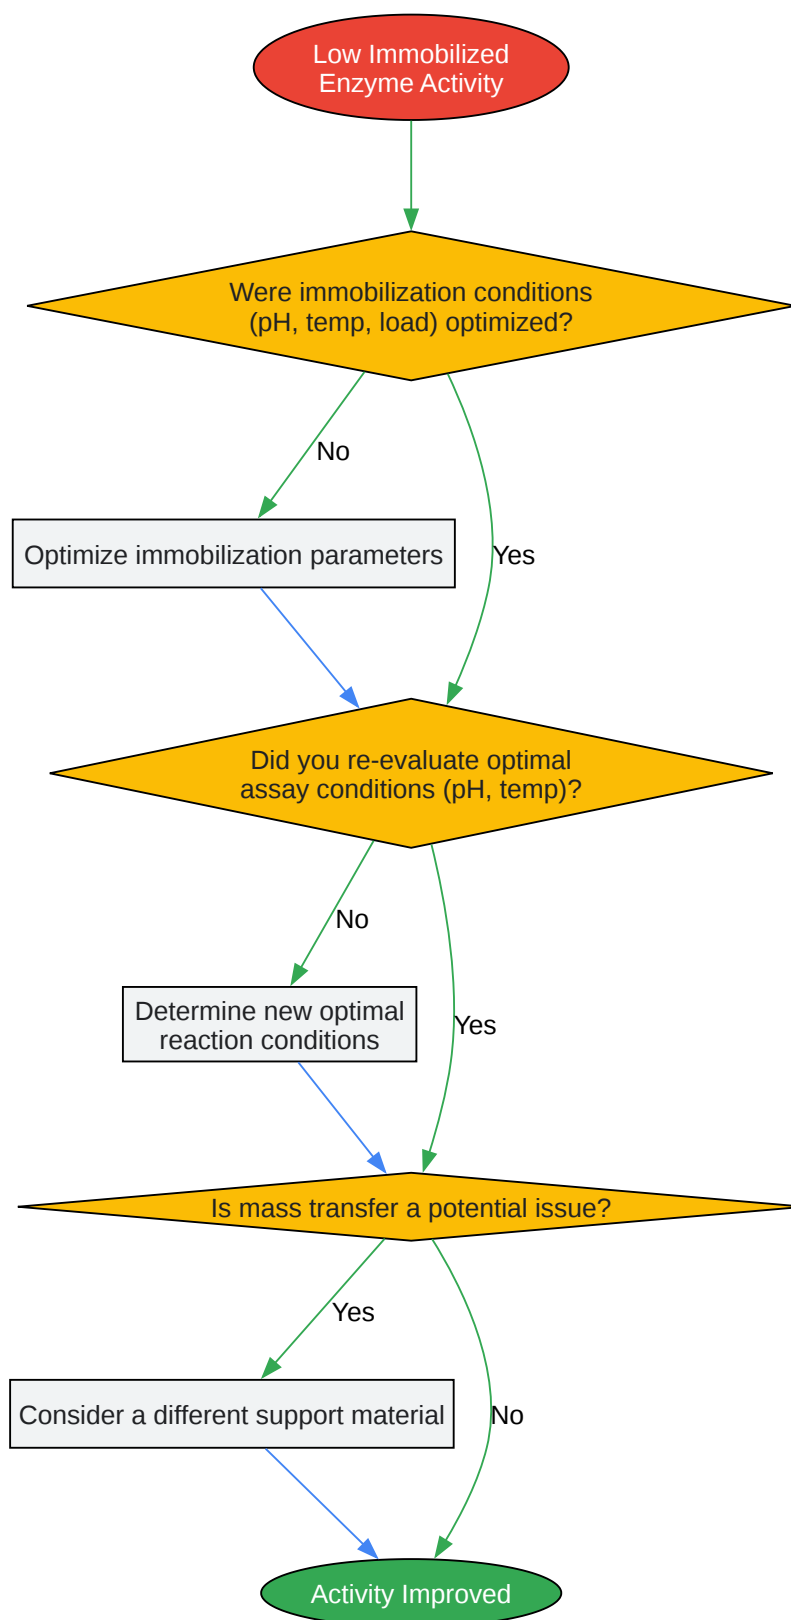 Low Immobilized
Enzyme Activity
Were immobilization conditions
(pH, temp, load) optimized?
No
Optimize immobilization parameters
Yes
Did you re-evaluate optimal
assay conditions (pH, temp)?
No
Determine new optimal
reaction conditions
Yes
Is mass transfer a potential issue?
Yes
Consider a different support material
No
Activity Improved